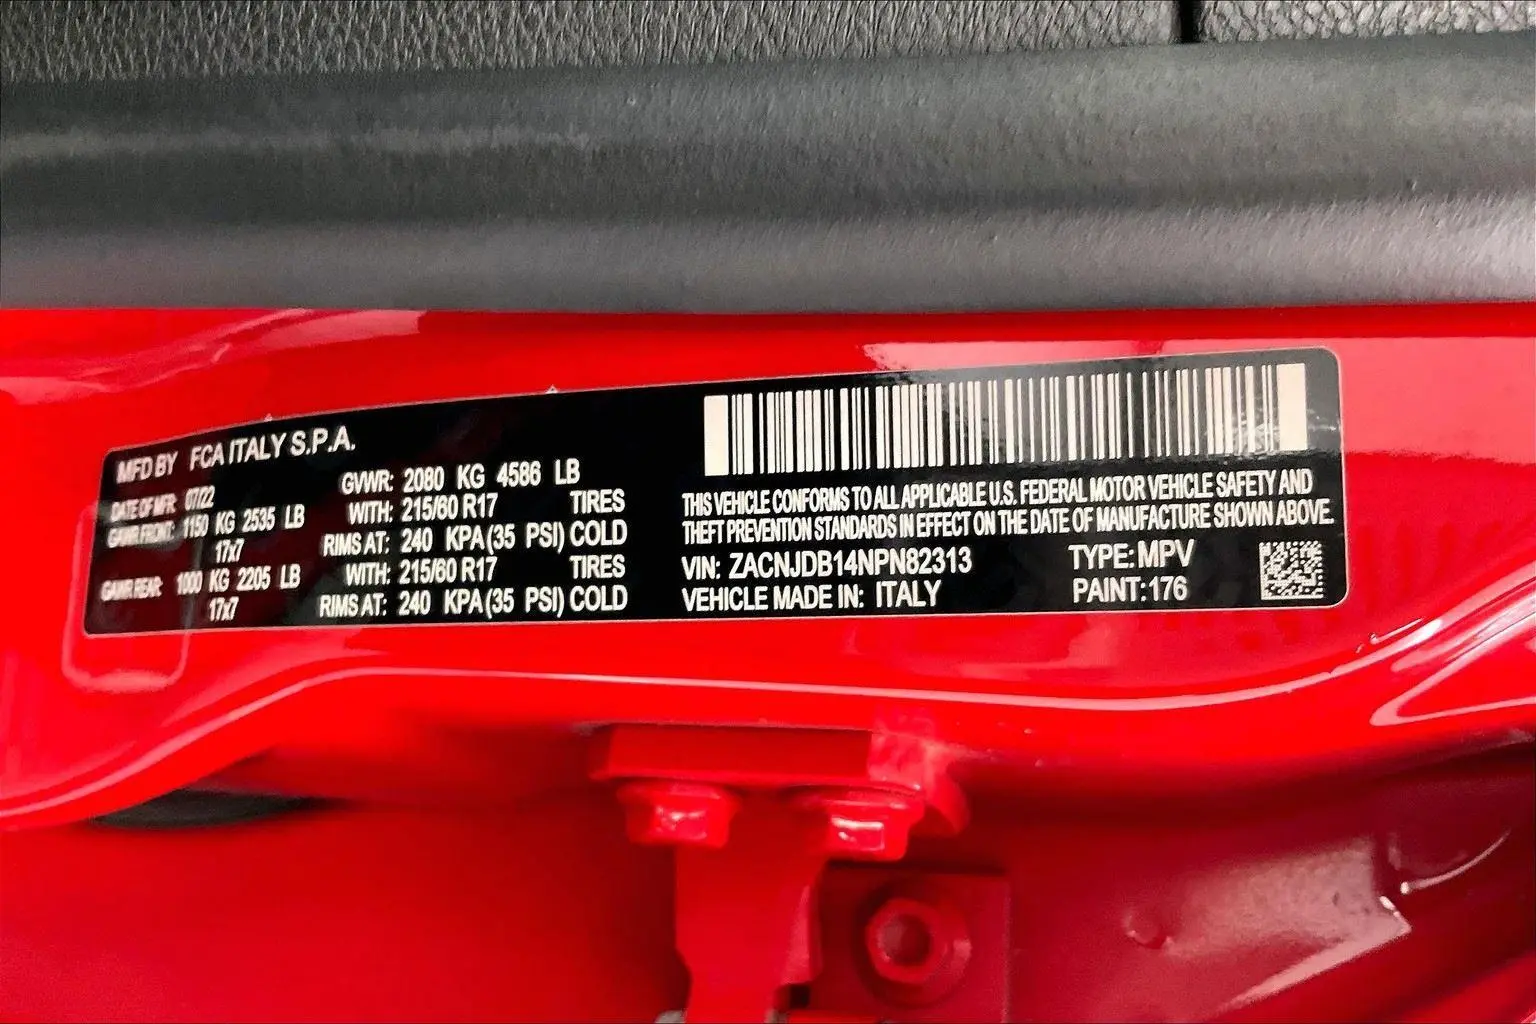 MFD BY FCA ITALY S.P.A.
DATE OF MFR 07/22
GVWR: 2080 KG 4586 LB
GAWR FRONT: 1150 KG 2535 LB
WITH: 215/60 R17 TIRES
17x7
RIMS AT: 240 KPA(35 PSI) COLD
GAWR REAR: 1000 KG 2205 LB
WITH: 215/60 R17 TIRES
17x7
RIMS AT: 240 KPA(35 PSI) COLD
THIS VEHICLE CONFORMS TO ALL APPLICABLE U.S. FEDERAL MOTOR VEHICLE SAFETY AND
THEFT PREVENTION STANDARDS IN EFFECT ON THE DATE OF MANUFACTURE SHOWN ABOVE.
VIN: ZACNJDB14NPN82313 TYPE: MPV
VEHICLE MADE IN: ITALY PAINT: 176